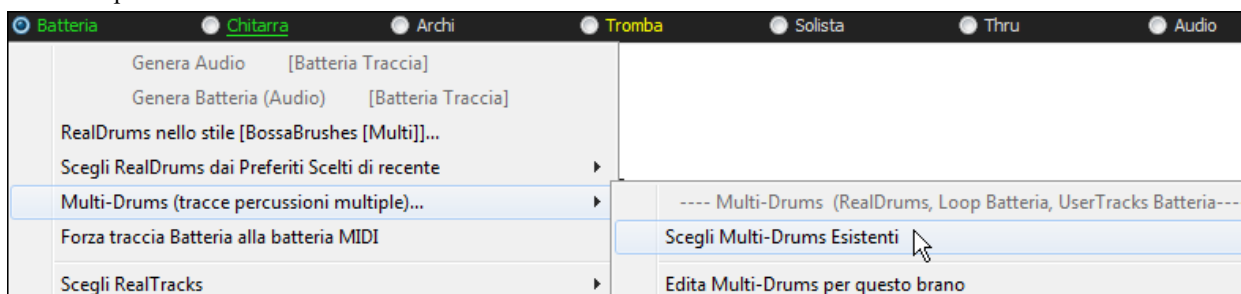 Batteria Chitarra Archi Tromba Solista Thru Audio
Genera Audio [Batteria Traccia]
Genera Batteria (Audio) [Batteria Traccia]
RealDrums nello stile [BossaBrushes [Multi]]...
Scegli RealDrums dai Preferiti Scelti di recente
Multi-Drums (tracce percussioni multiple)...
---- Multi-Drums (RealDrums, Loop Batteria, UserTracks Batteria----
Forza traccia Batteria alla batteria MIDI
Scegli Multi-Drums Esistenti
Scegli RealTracks
Edita Multi-Drums per questo brano